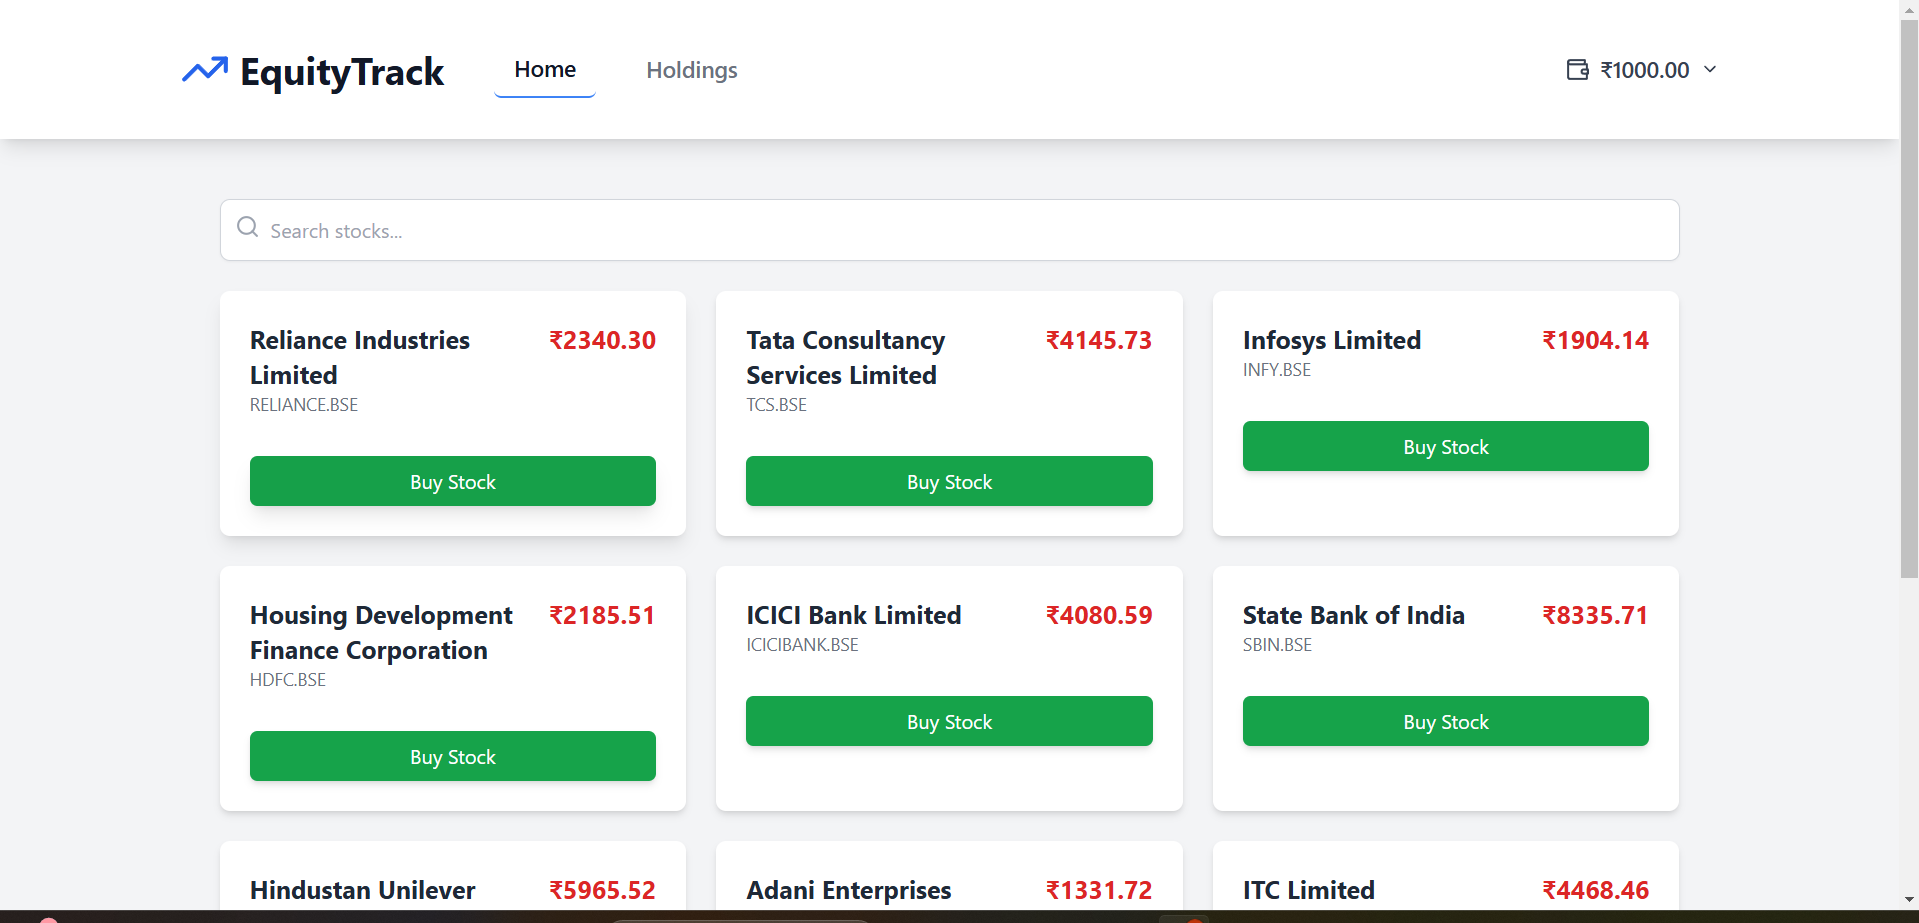 EquityTrack
Home
Holdings
₹1000.00
Search stocks...
Reliance Industries
Limited
₹2340.30
RELIANCE.BSE
Buy Stock
Tata Consultancy
Services Limited
₹4145.73
TCS.BSE
Buy Stock
Infosys Limited
₹1904.14
INFY.BSE
Buy Stock
Housing Development
Finance Corporation
₹2185.51
HDFC.BSE
Buy Stock
ICICI Bank Limited
₹4080.59
ICICIBANK.BSE
Buy Stock
State Bank of India
₹8335.71
SBIN.BSE
Buy Stock
Hindustan Unilever
₹5965.52
Adani Enterprises
₹1331.72
ITC Limited
₹4468.46